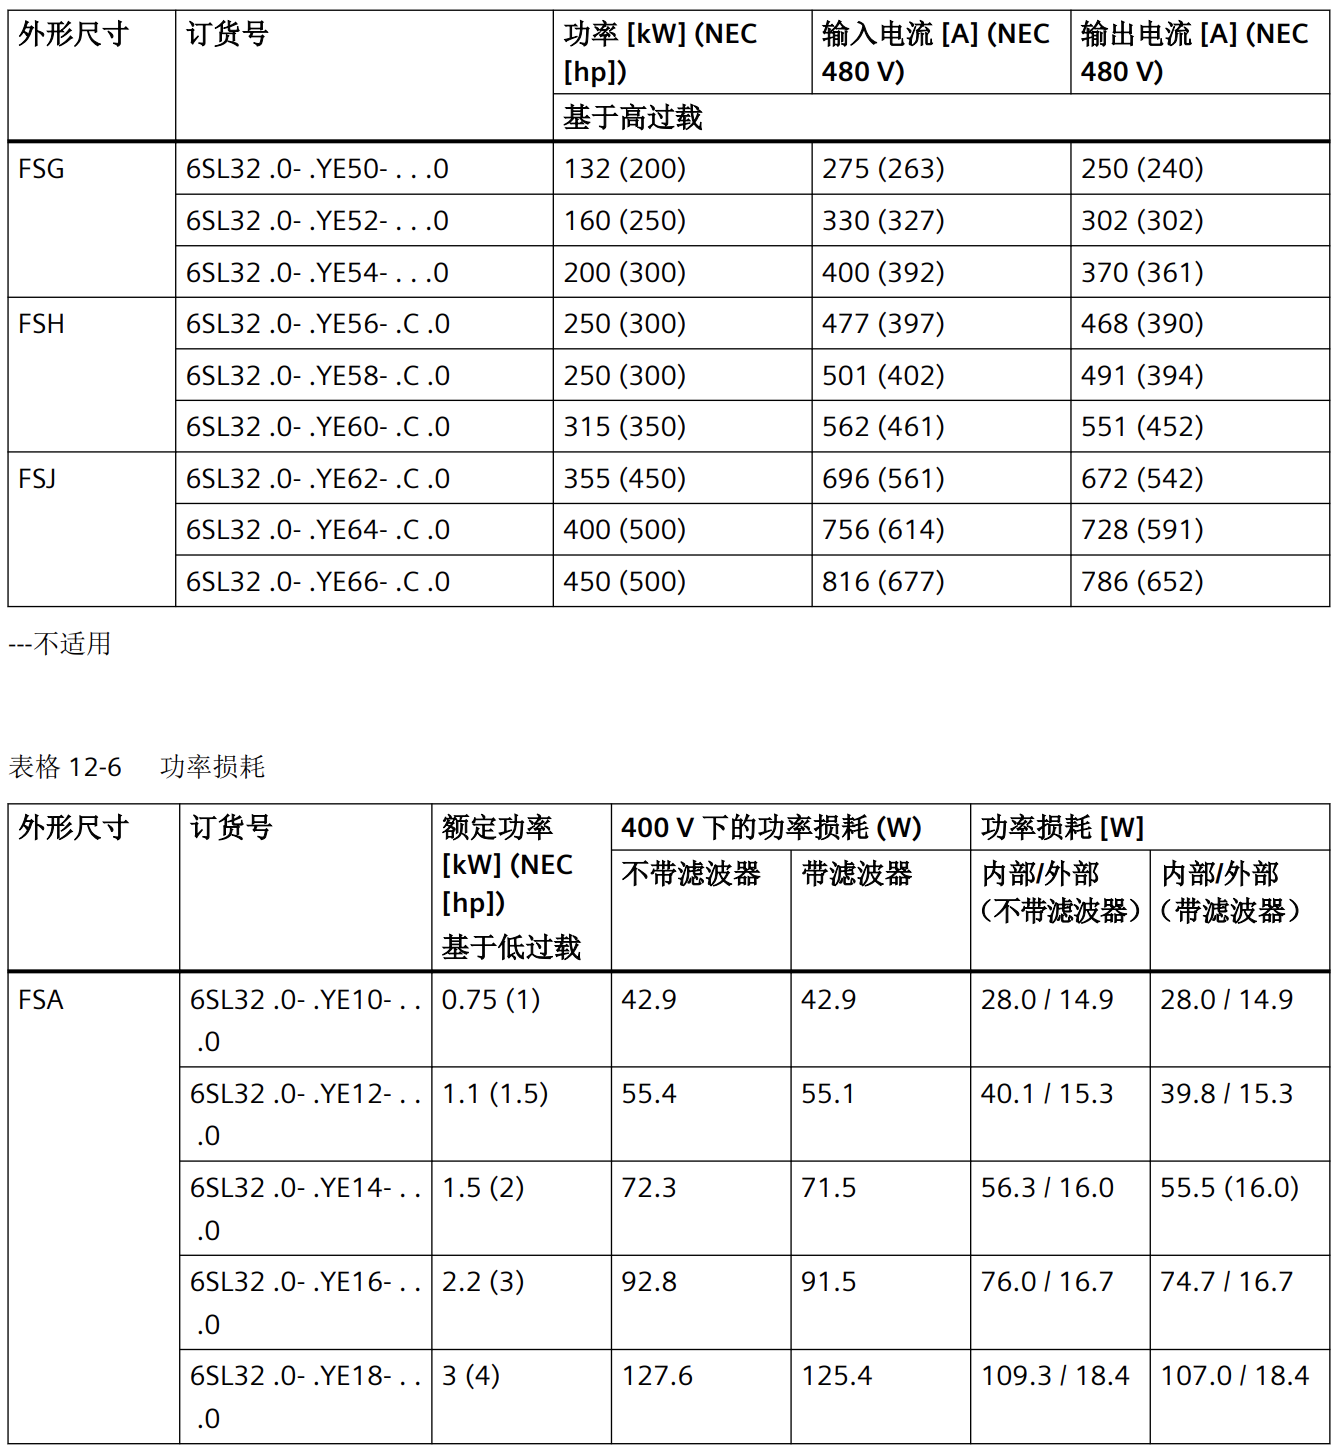 外形尺寸 订货号 功率 [kW] (NEC [hp]) 输入电流 [A] (NEC 480 V) 输出电流 [A] (NEC 480 V)
基于高过载
FSG 6SL32 .0- .YE50- . . .0 132 (200) 275 (263) 250 (240)
6SL32 .0- .YE52- . . .0 160 (250) 330 (327) 302 (302)
6SL32 .0- .YE54- . . .0 200 (300) 400 (392) 370 (361)
FSH 6SL32 .0- .YE56- .C .0 250 (300) 477 (397) 468 (390)
6SL32 .0- .YE58- .C .0 250 (300) 501 (402) 491 (394)
6SL32 .0- .YE60- .C .0 315 (350) 562 (461) 551 (452)
FSJ 6SL32 .0- .YE62- .C .0 355 (450) 696 (561) 672 (542)
6SL32 .0- .YE64- .C .0 400 (500) 756 (614) 728 (591)
6SL32 .0- .YE66- .C .0 450 (500) 816 (677) 786 (652)
---不适用
表格 12-6 功率损耗
外形尺寸 订货号 额定功率 [kW] (NEC [hp]) 基于低过载 400 V 下的功率损耗 (W) 功率损耗 [W]
不带滤波器 带滤波器 内部/外部（不带滤波器） 内部/外部（带滤波器）
FSA 6SL32 .0- .YE10- . . .0 0.75 (1) 42.9 42.9 28.0 / 14.9 28.0 / 14.9
6SL32 .0- .YE12- . . .0 1.1 (1.5) 55.4 55.1 40.1 / 15.3 39.8 / 15.3
6SL32 .0- .YE14- . . .0 1.5 (2) 72.3 71.5 56.3 / 16.0 55.5 (16.0)
6SL32 .0- .YE16- . . .0 2.2 (3) 92.8 91.5 76.0 / 16.7 74.7 / 16.7
6SL32 .0- .YE18- . . .0 3 (4) 127.6 125.4 109.3 / 18.4 107.0 / 18.4